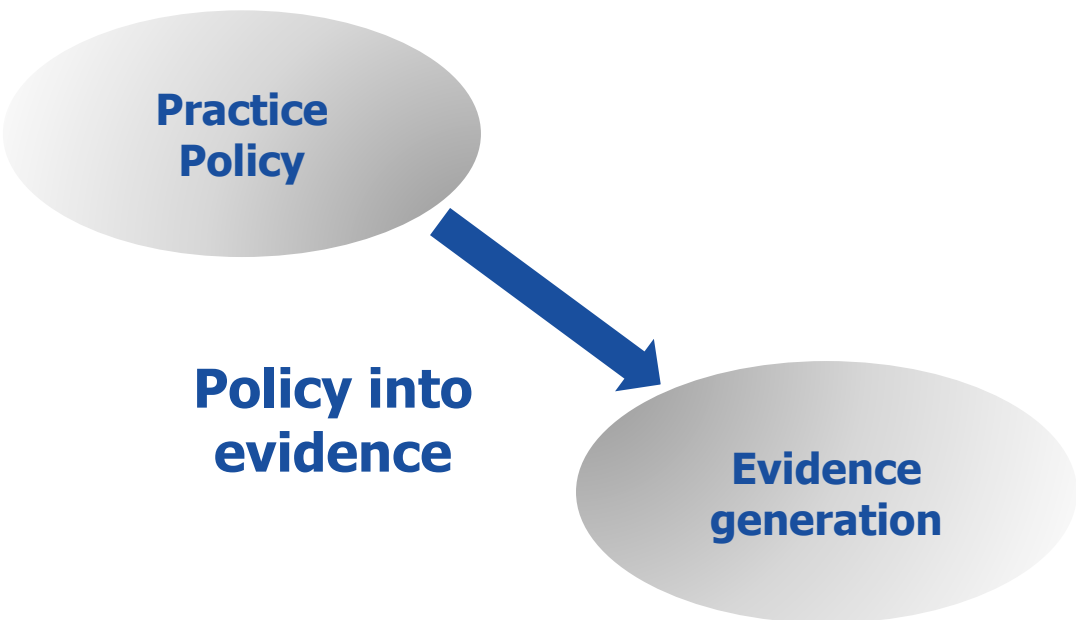 Practice
Policy
Policy into
evidence
Evidence
generation